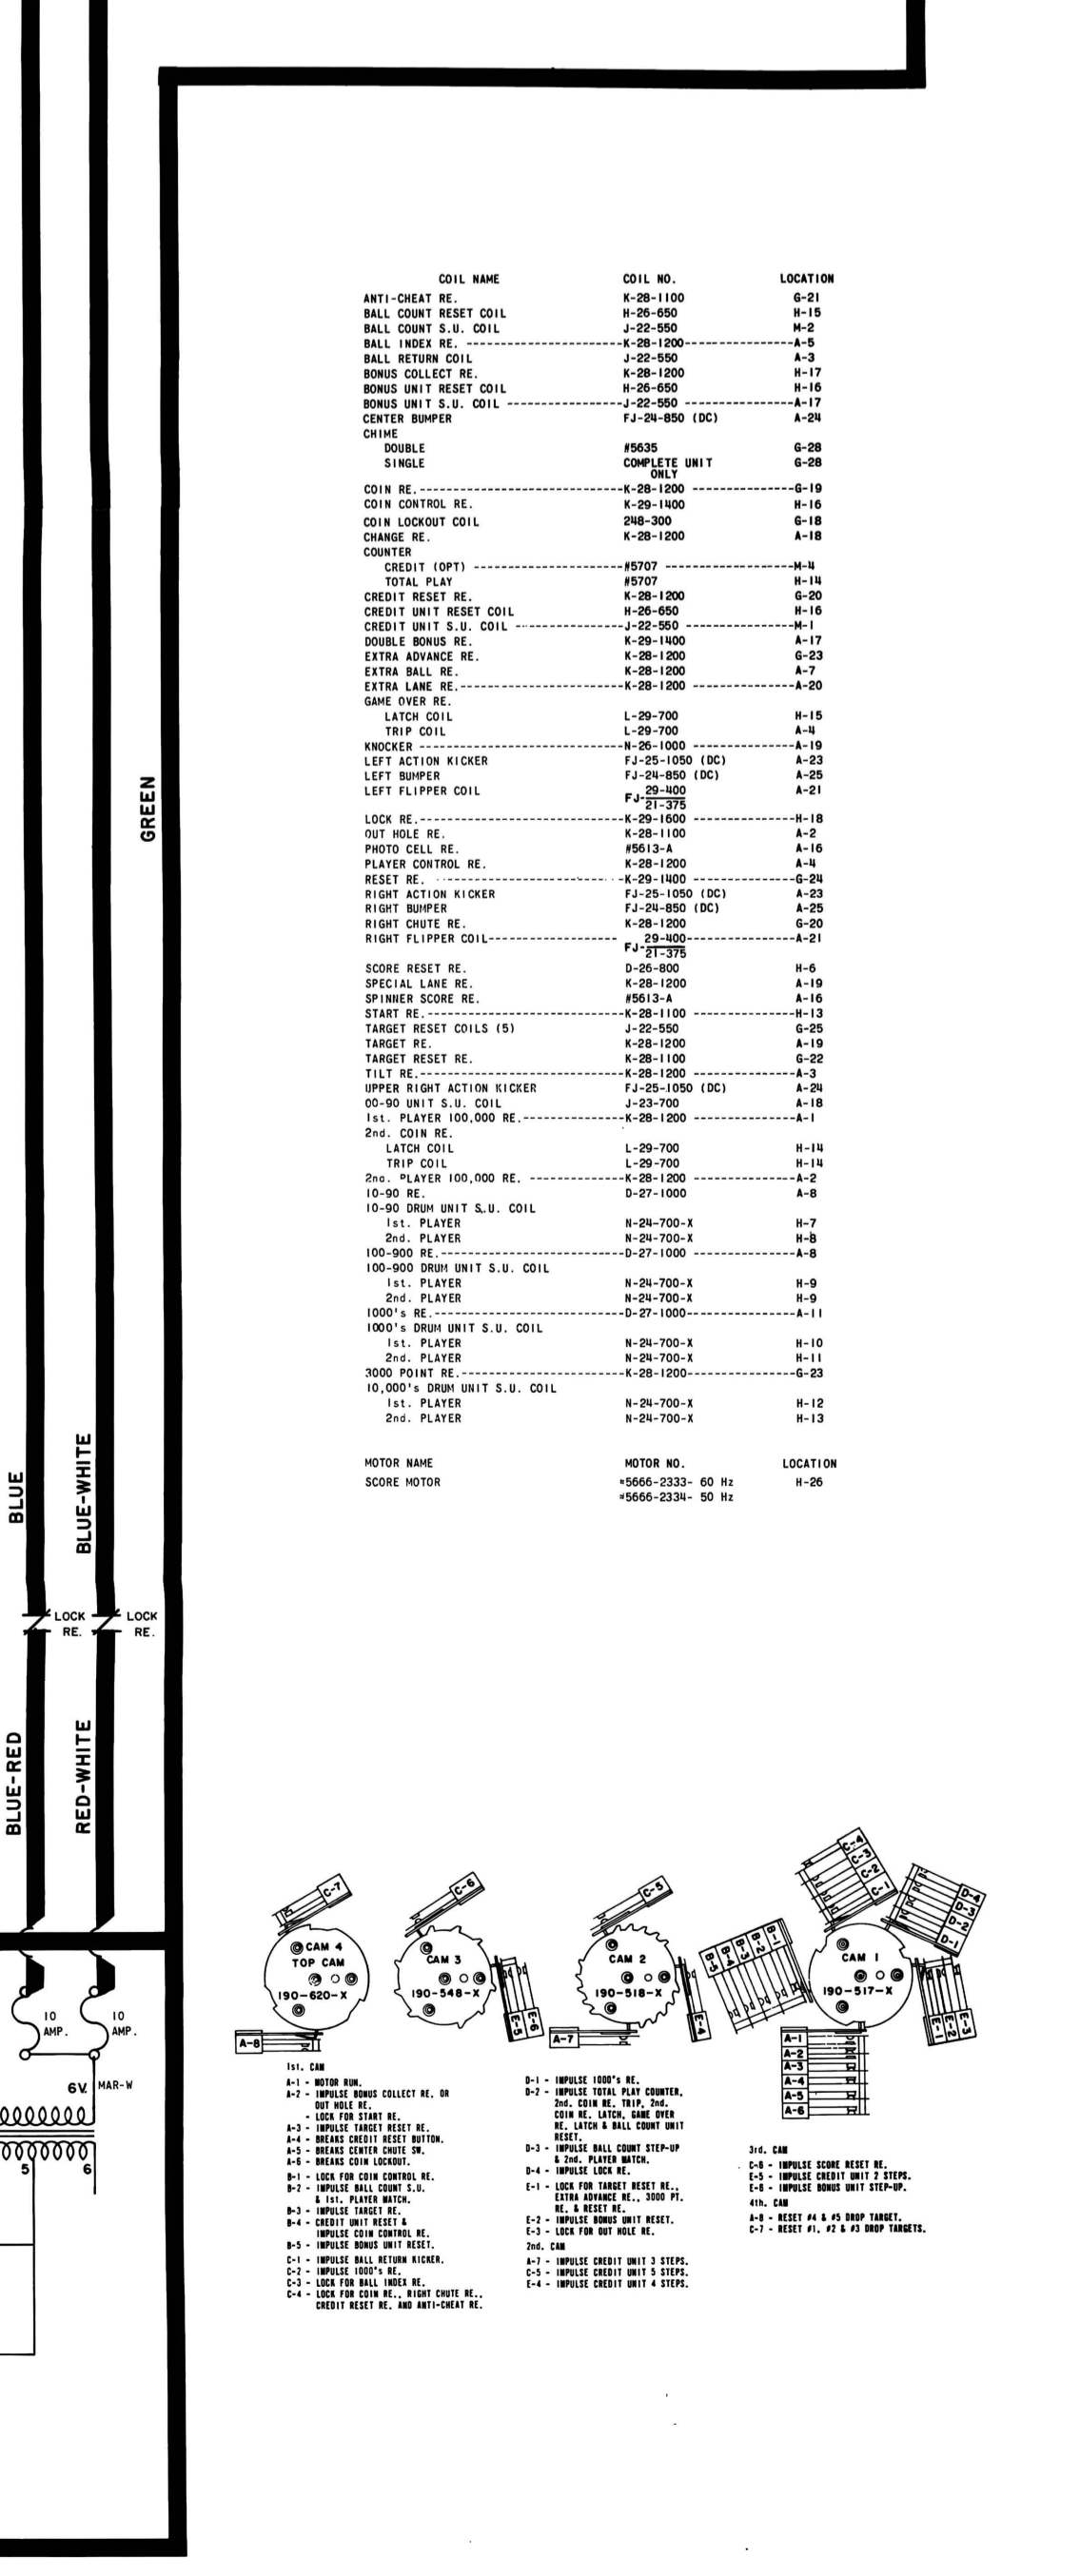 COIL NAME COIL NO. LOCATION
ANTI-CHEAT RE. K-28-1100 G-21
BALL COUNT RESET COIL H-26-650 H-15
BALL COUNT S.U. COIL J-22-550 M-2
BALL INDEX RE. K-28-1200 A-5
BALL RETURN COIL J-22-550 A-3
BONUS COLLECT RE. K-28-1200 H-17
BONUS UNIT RESET COIL H-26-650 H-16
BONUS UNIT S.U. COIL J-22-550 A-17
CENTER BUMPER FJ-24-850 (DC) A-24
CHIME
DOUBLE #5635 G-28
SINGLE COMPLETE UNIT G-28
ONLY
COIN RE. K-28-1200 G-19
COIN CONTROL RE. K-29-1400 H-16
COIN LOCKOUT COIL 248-300 G-18
CHANGE RE. K-28-1200 A-18
COUNTER
CREDIT (OPT) #5707 M-4
TOTAL PLAY #5707 H-14
CREDIT RESET RE. K-28-1200 G-20
CREDIT UNIT RESET COIL H-26-650 H-16
CREDIT UNIT S.U. COIL J-22-550 M-1
DOUBLE BONUS RE. K-29-1400 A-17
EXTRA ADVANCE RE. K-28-1200 G-23
EXTRA BALL RE. K-28-1200 A-7
EXTRA LANE RE. K-28-1200 A-20
GAME OVER RE.
LATCH COIL L-29-700 H-15
TRIP COIL L-29-700 A-4
KNOCKER N-26-1000 A-19
LEFT ACTION KICKER FJ-25-1050 (DC) A-23
LEFT BUMPER FJ-24-850 (DC) A-25
LEFT FLIPPER COIL FJ-29-400 A-21
21-375
LOCK RE. K-29-1600 H-18
OUT HOLE RE. K-28-1100 A-2
PHOTO CELL RE. #5613-A A-16
PLAYER CONTROL RE. K-28-1200 A-4
RESET RE. K-29-1400 G-24
RIGHT ACTION KICKER FJ-25-1050 (DC) A-23
RIGHT BUMPER FJ-24-850 (DC) A-25
RIGHT CHUTE RE. K-28-1200 G-20
RIGHT FLIPPER COIL FJ-29-400 A-21
21-375
SCORE RESET RE. D-26-800 H-6
SPECIAL LANE RE. K-28-1200 A-19
SPINNER SCORE RE. #5613-A A-16
START RE. K-28-1100 H-13
TARGET RESET COILS (5) J-22-550 G-25
TARGET RE. K-28-1200 A-19
TARGET RESET RE. K-28-1100 G-22
TILT RE. K-28-1200 A-3
UPPER RIGHT ACTION KICKER FJ-25-1050 (DC) A-24
00-90 UNIT S.U. COIL J-23-700 A-18
1st. PLAYER 100,000 RE. K-28-1200 A-1
2nd. COIN RE.
LATCH COIL L-29-700 H-14
TRIP COIL L-29-700 H-14
2nd. PLAYER 100,000 RE. K-28-1200 A-2
10-90 RE. D-27-1000 A-8
10-90 DRUM UNIT S.U. COIL
1st. PLAYER N-24-700-X H-7
2nd. PLAYER N-24-700-X H-8
100-900 RE. D-27-1000 A-8
100-900 DRUM UNIT S.U. COIL
1st. PLAYER N-24-700-X H-9
2nd. PLAYER N-24-700-X H-9
1000's RE. D-27-1000 A-11
1000's DRUM UNIT S.U. COIL
1st. PLAYER N-24-700-X H-10
2nd. PLAYER N-24-700-X H-11
3000 POINT RE. K-28-1200 G-23
10,000's DRUM UNIT S.U. COIL
1st. PLAYER N-24-700-X H-12
2nd. PLAYER N-24-700-X H-13
MOTOR NAME MOTOR NO. LOCATION
SCORE MOTOR #5666-2333- 60 Hz H-26
#5666-2334- 50 Hz
GREEN
BLUE
BLUE-WHITE
LOCK RE.
LOCK RE.
BLUE-RED
RED-WHITE
10 AMP.
10 AMP.
6V. MAR-W
5 6
C-7
CAM 4
TOP CAM
190-620-X
A-8
C-6
CAM 3
190-548-X
E-5
E-6
C-5
CAM 2
190-518-X
A-7
E-4
C-4
C-3
C-2
C-1
D-4
D-3
D-2
D-1
B-5
B-4
B-3
B-2
B-1
CAM 1
190-517-X
E-1
E-2
E-3
A-1
A-2
A-3
A-4
A-5
A-6
1st. CAM
A-1 - MOTOR RUN.
A-2 - IMPULSE BONUS COLLECT RE. OR
OUT HOLE RE.
- LOCK FOR START RE.
A-3 - IMPULSE TARGET RESET RE.
A-4 - BREAKS CREDIT RESET BUTTON.
A-5 - BREAKS CENTER CHUTE SW.
A-6 - BREAKS COIN LOCKOUT.
B-1 - LOCK FOR COIN CONTROL RE.
B-2 - IMPULSE BALL COUNT S.U.
& 1st. PLAYER MATCH.
B-3 - IMPULSE TARGET RE.
B-4 - CREDIT UNIT RESET &
IMPULSE COIN CONTROL RE.
B-5 - IMPULSE BONUS UNIT RESET.
C-1 - IMPULSE BALL RETURN KICKER.
C-2 - IMPULSE 1000's RE.
C-3 - LOCK FOR BALL INDEX RE.
C-4 - LOCK FOR COIN RE., RIGHT CHUTE RE.,
CREDIT RESET RE. AND ANTI-CHEAT RE.
D-1 - IMPULSE 1000's RE.
D-2 - IMPULSE TOTAL PLAY COUNTER,
2nd. COIN RE. TRIP, 2nd.
COIN RE. LATCH, GAME OVER
RE. LATCH & BALL COUNT UNIT
RESET.
D-3 - IMPULSE BALL COUNT STEP-UP
& 2nd. PLAYER MATCH.
D-4 - IMPULSE LOCK RE.
E-1 - LOCK FOR TARGET RESET RE.,
EXTRA ADVANCE RE., 3000 PT.
RE. & RESET RE.
E-2 - IMPULSE BONUS UNIT RESET.
E-3 - LOCK FOR OUT HOLE RE.
2nd. CAM
A-7 - IMPULSE CREDIT UNIT 3 STEPS.
C-5 - IMPULSE CREDIT UNIT 5 STEPS.
E-4 - IMPULSE CREDIT UNIT 4 STEPS.
3rd. CAM
C-6 - IMPULSE SCORE RESET RE.
E-5 - IMPULSE CREDIT UNIT 2 STEPS.
E-6 - IMPULSE BONUS UNIT STEP-UP.
4th. CAM
A-8 - RESET #4 & #5 DROP TARGET.
C-7 - RESET #1, #2 & #3 DROP TARGETS.